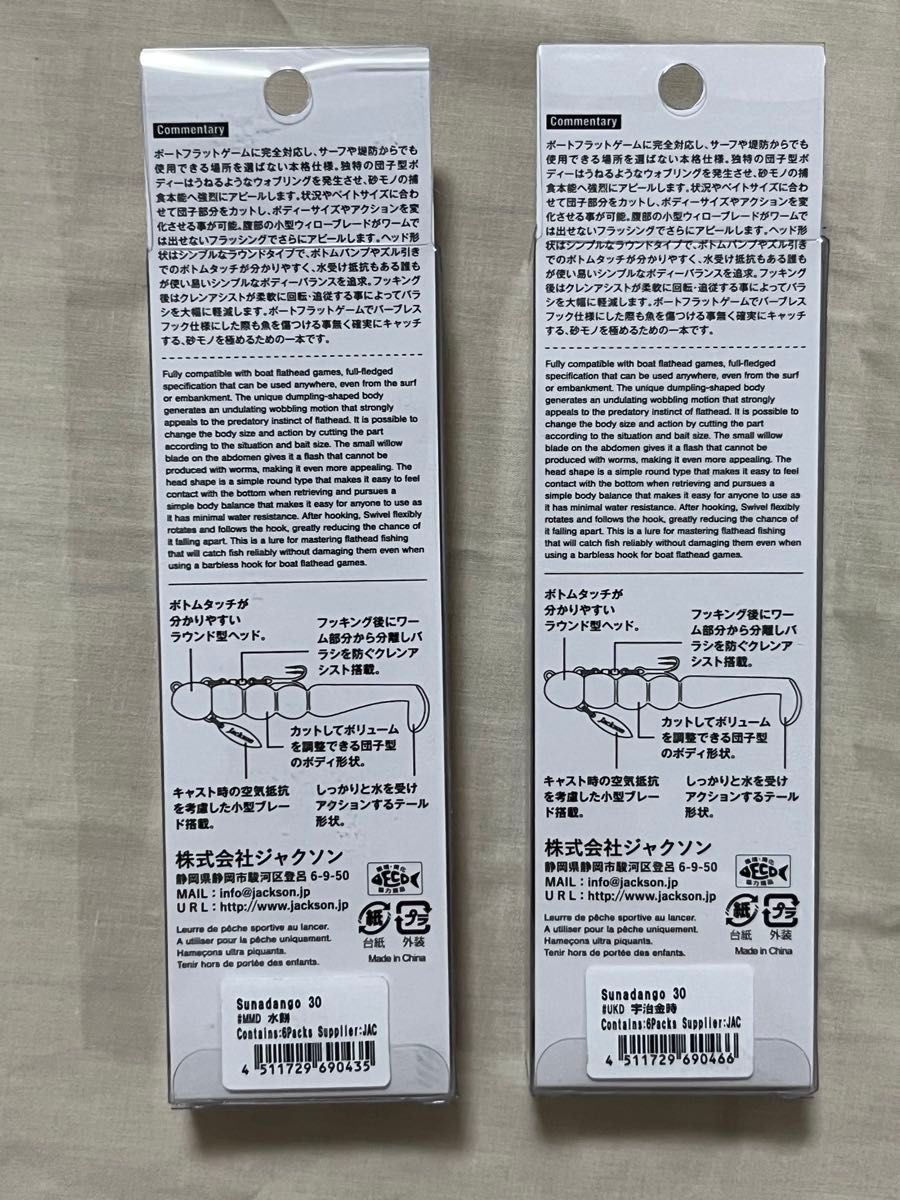 Commentary
ボートフラットゲームに完全対応し、サーフや堤防からでも
使用できる場所を選ばない本格仕様。独特の団子型ボ
ディーはうねるようなウォブリングを発生させ、砂モノの捕
食本能へ強烈にアピールします。状況やベイトサイズに合わ
せて団子部分をカットし、ボディーサイズやアクションを変
化させる事が可能。腹部の小型ウィローブレードがワームで
は出せないフラッシングでさらにアピールします。ヘッド形
状はシンプルなラウンドタイプで、ボトムバンプやズル引き
でのボトムタッチが分かりやすく、水受け抵抗もある誰も
が使い易いシンプルなボディーバランスを追求。フッキング
後はクレンアシストが柔軟に回転・追従する事によってバラ
シを大幅に軽減します。ボートフラットゲームでバーブレス
フック仕様にした際も魚を傷つける事無く確実にキャッチ
する、砂モノを極めるための一本です。
Fully compatible with boat flathead games, full-fledged
specification that can be used anywhere, even from the surf
or embankment. The unique dumpling-shaped body
generates an undulating wobbling motion that strongly
appeals to the predatory instinct of flathead. It is possible to
change the body size and action by cutting the part
according to the situation and bait size. The small willow
blade on the abdomen gives it a flash that cannot be
produced with worms, making it even more appealing. The
head shape is a simple round type that makes it easy to feel
contact with the bottom when retrieving and pursues a
simple body balance that makes it easy for anyone to use as
it has minimal water resistance. After hooking, Swivel flexibly
rotates and follows the hook, greatly reducing the chance of
it falling apart. This is a lure for mastering flathead fishing
that will catch fish reliably without damaging them even when
using a barbless hook for boat flathead games.
ボトムタッチが
分かりやすい
ラウンド型ヘッド。
フッキング後にワー
ム部分から分離しバ
ラシを防ぐクレンア
シスト搭載。
Jackson
カットしてボリューム
を調整できる団子型
のボディ形状。
キャスト時の空気抵抗
を考慮した小型ブレー
ド搭載。
しっかりと水を受け
アクションするテール
形状。
株式会社ジャクソン
静岡県静岡市駿河区登呂 6-9-50
MAIL : info@jackson.jp
URL : http://www.jackson.jp
Leurre de pêche sportive au lancer.
A utiliser pour la pêche uniquement.
Hameçons ultra piquants.
Tenir hors de portée des enfants.
ECO
紙
プラ
台紙
外装
Made in China
Sunadango 30
#MMD 水餅
Contains:6Packs Supplier:JAC
4 511729 690435
Commentary
ボートフラットゲームに完全対応し、サーフや堤防からでも
使用できる場所を選ばない本格仕様。独特の団子型ボ
ディーはうねるようなウォブリングを発生させ、砂モノの捕
食本能へ強烈にアピールします。状況やベイトサイズに合わ
せて団子部分をカットし、ボディーサイズやアクションを変
化させる事が可能。腹部の小型ウィローブレードがワームで
は出せないフラッシングでさらにアピールします。ヘッド形
状はシンプルなラウンドタイプで、ボトムバンプやズル引き
でのボトムタッチが分かりやすく、水受け抵抗もある誰も
が使い易いシンプルなボディーバランスを追求。フッキング
後はクレンアシストが柔軟に回転・追従する事によってバラ
シを大幅に軽減します。ボートフラットゲームでバーブレス
フック仕様にした際も魚を傷つける事無く確実にキャッチ
する、砂モノを極めるための一本です。
Fully compatible with boat flathead games, full-fledged
specification that can be used anywhere, even from the surf
or embankment. The unique dumpling-shaped body
generates an undulating wobbling motion that strongly
appeals to the predatory instinct of flathead. It is possible to
change the body size and action by cutting the part
according to the situation and bait size. The small willow
blade on the abdomen gives it a flash that cannot be
produced with worms, making it even more appealing. The
head shape is a simple round type that makes it easy to feel
contact with the bottom when retrieving and pursues a
simple body balance that makes it easy for anyone to use as
it has minimal water resistance. After hooking, Swivel flexibly
rotates and follows the hook, greatly reducing the chance of
it falling apart. This is a lure for mastering flathead fishing
that will catch fish reliably without damaging them even when
using a barbless hook for boat flathead games.
ボトムタッチが
分かりやすい
ラウンド型ヘッド。
フッキング後にワー
ム部分から分離しバ
ラシを防ぐクレンア
シスト搭載。
Jackson
カットしてボリューム
を調整できる団子型
のボディ形状。
キャスト時の空気抵抗
を考慮した小型ブレー
ド搭載。
しっかりと水を受け
アクションするテール
形状。
株式会社ジャクソン
静岡県静岡市駿河区登呂 6-9-50
MAIL : info@jackson.jp
URL : http://www.jackson.jp
Leurre de pêche sportive au lancer.
A utiliser pour la pêche uniquement.
Hameçons ultra piquants.
Tenir hors de portée des enfants.
ECO
紙
プラ
台紙
外装
Made in China
Sunadango 30
#UKD 宇治金時
Contains:6Packs Supplier:JAC
4 511729 690466